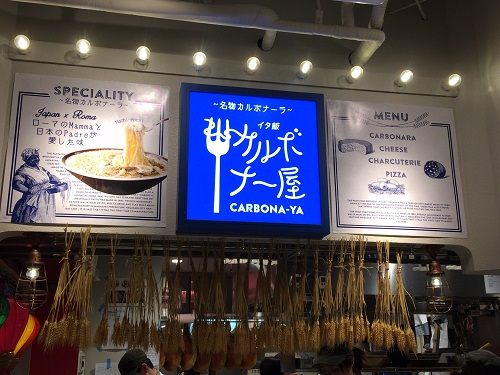 SPECIALITY
~名物カルボナーラ~
Japan x Roma
ローマのMammaと
日本のPadreが
愛した味
~名物カルボナーラ~
イタ飯
カルボ
ナー屋
CARBONA-YA
MENU
CARBONARA
CHEESE
CHARCUTERIE
PIZZA